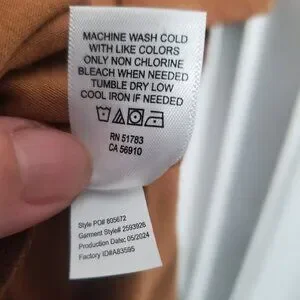 MACHINE WASH COLD
WITH LIKE COLORS
ONLY NON CHLORINE
BLEACH WHEN NEEDED
TUMBLE DRY LOW
COOL IRON IF NEEDED
RN 51783
CA 56910
Style PO# 805672
Garment Style# 2593926
Production Date: 05/2024
Factory ID#A83595